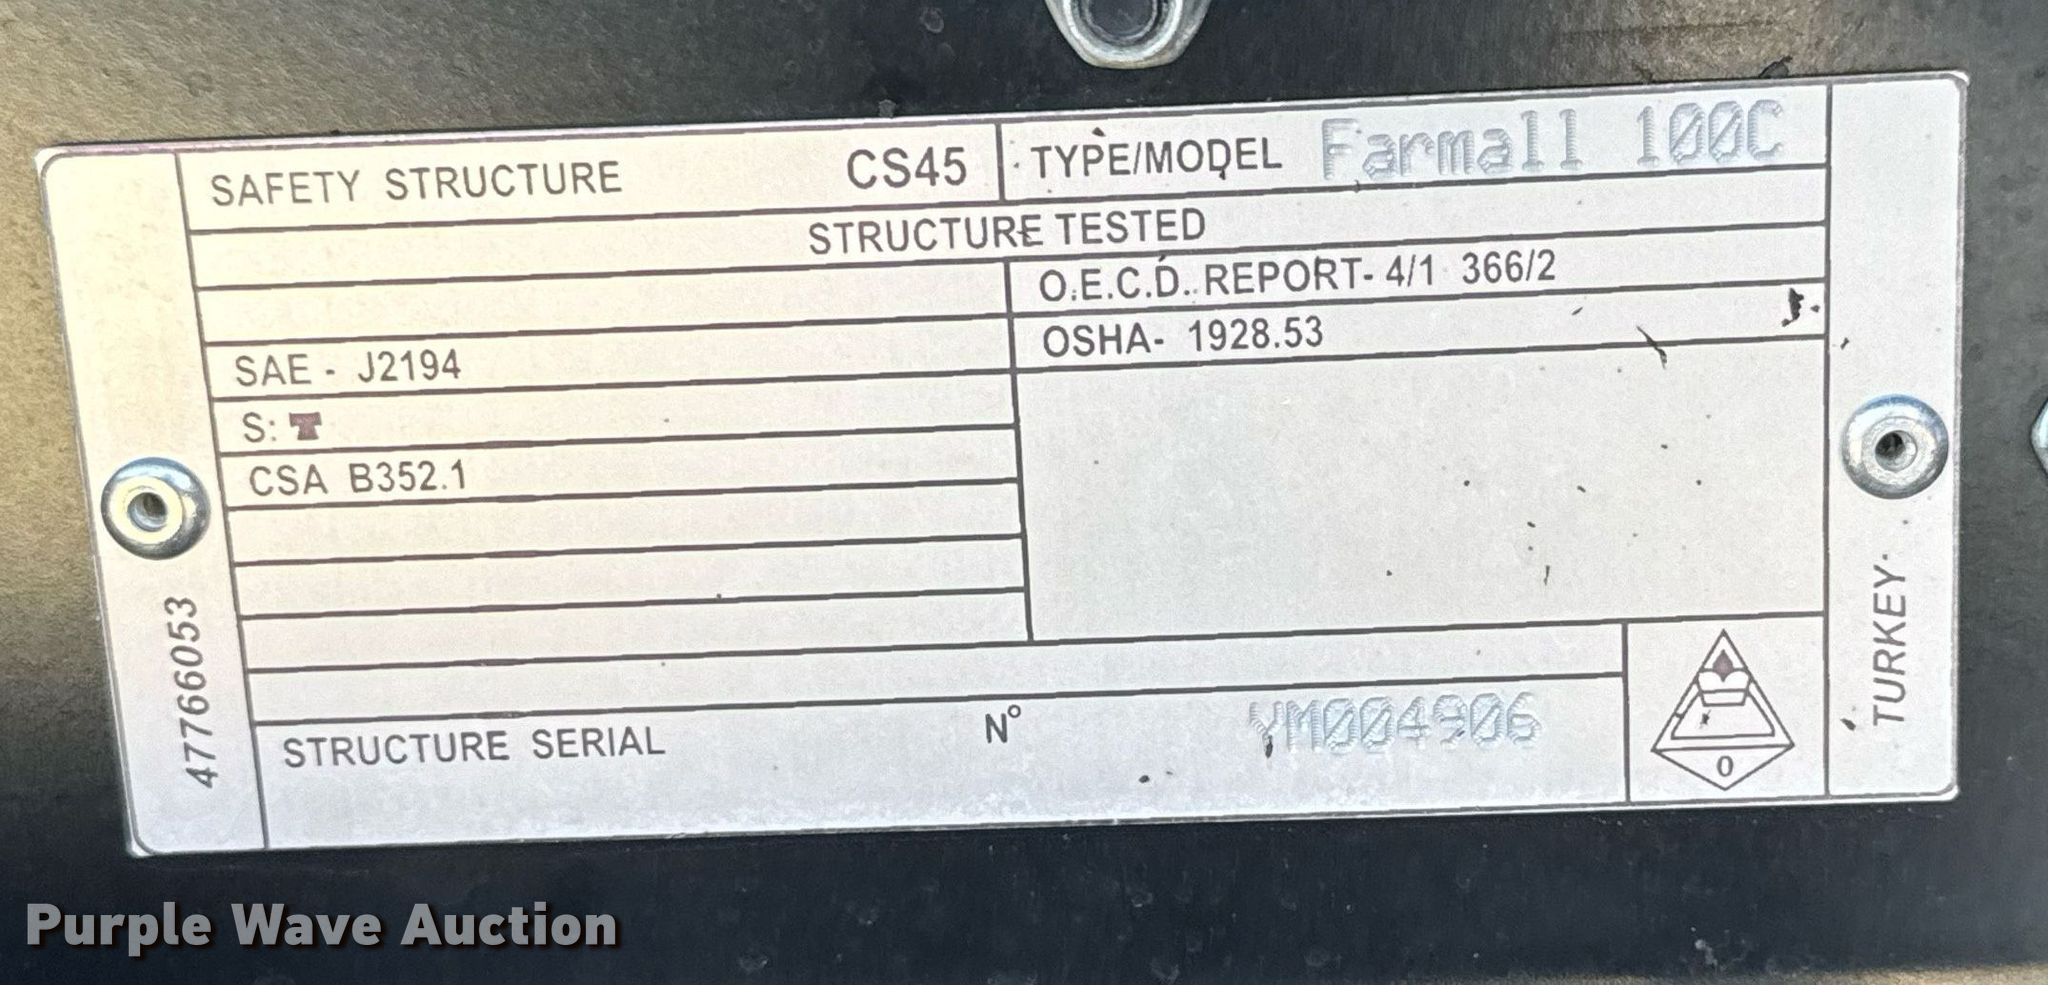 SAFETY STRUCTURE CS45 TYPE/MODEL Farmall 100C
STRUCTURE TESTED
O.E.C.D. REPORT- 4/1 366/2
OSHA- 1928.53
SAE - J2194
S:
CSA B352.1
STRUCTURE SERIAL Nº YM004906
0
47766053
TURKEY
Purple Wave Auction